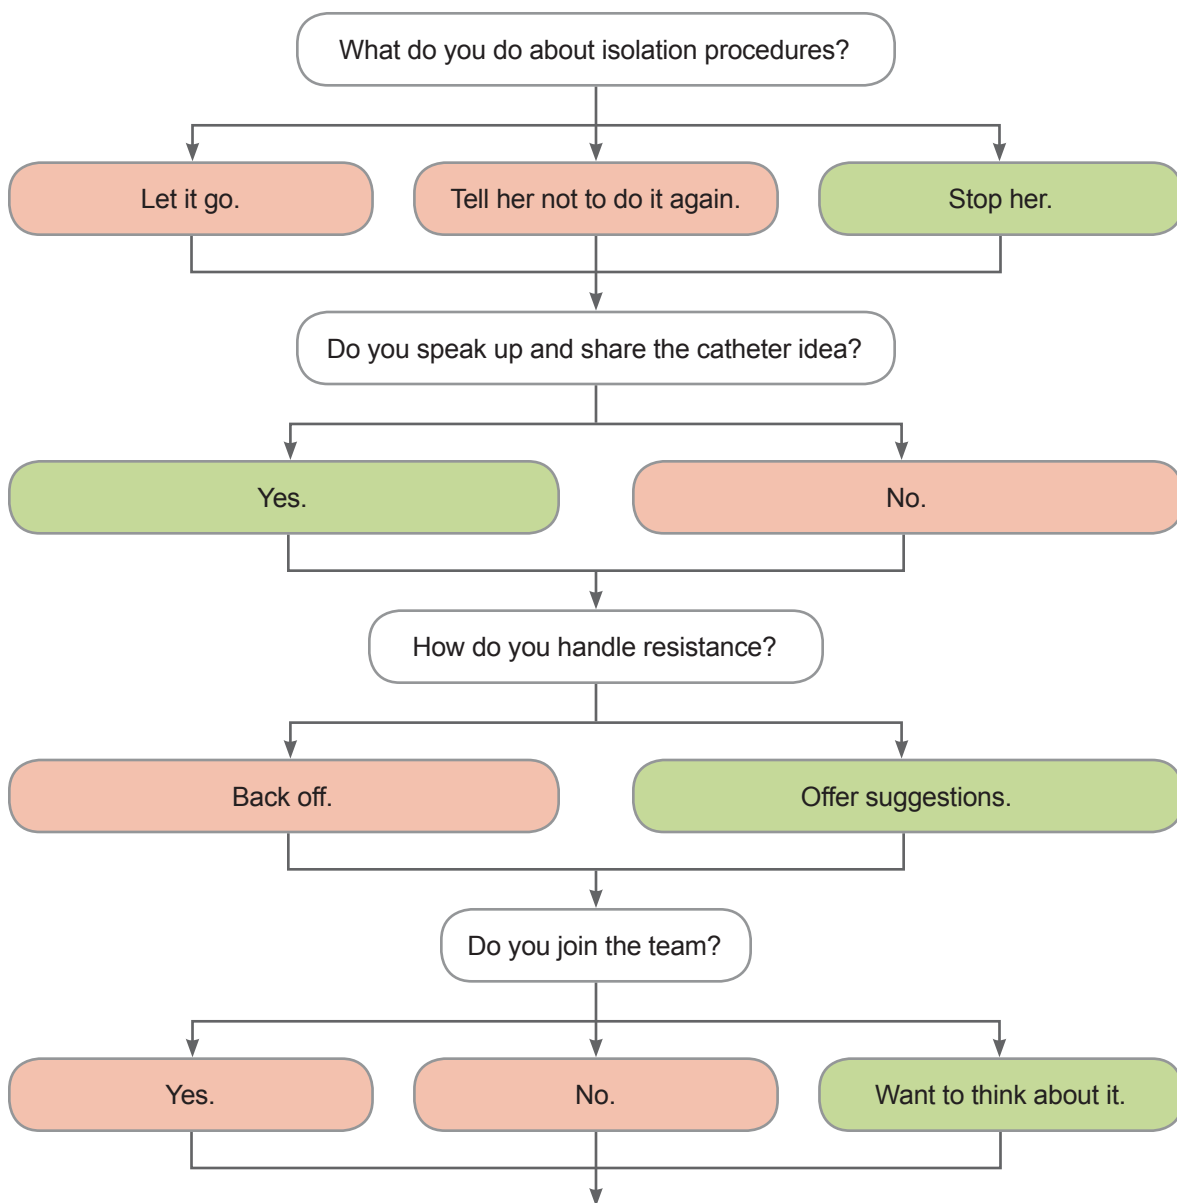 What do you do about isolation procedures?
Let it go.
Tell her not to do it again.
Stop her.
Do you speak up and share the catheter idea?
Yes.
No.
How do you handle resistance?
Back off.
Offer suggestions.
Do you join the team?
Yes.
No.
Want to think about it.